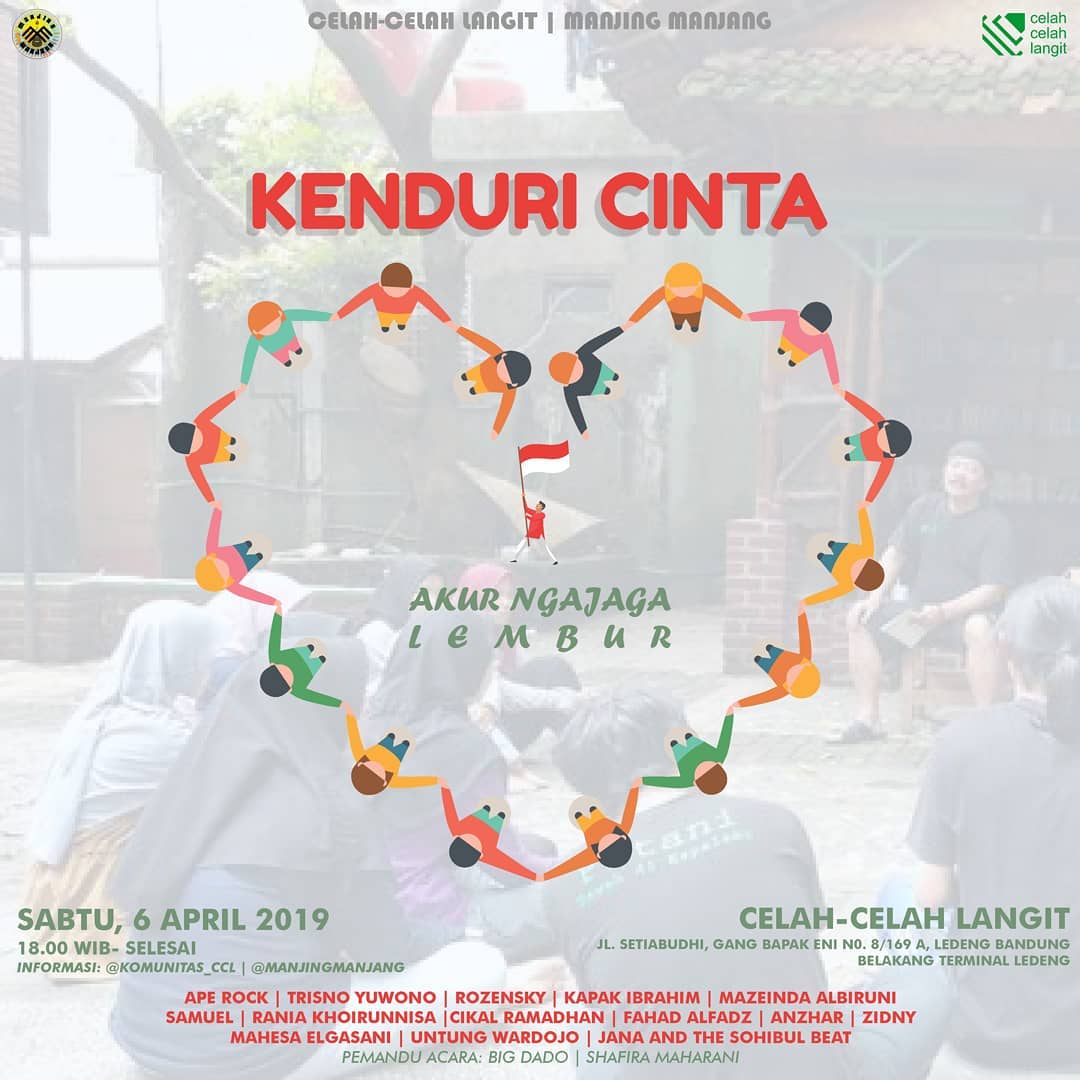 CELAH-CELAH LANGIT | MANJING MANJANG
celah
celah
langit
KENDURI CINTA
AKUR NGAJAGA
LEMBUR
SABTU, 6 APRIL 2019
18.00 WIB- SELESAI
INFORMASI: @KOMUNITAS_CCL | @MANJINGMANJANG
CELAH-CELAH LANGIT
JL. SETIABUDHI, GANG BAPAK ENI N0. 8/169 A, LEDENG BANDUNG
BELAKANG TERMINAL LEDENG
APE ROCK | TRISNO YUWONO | ROZENSKY | KAPAK IBRAHIM | MAZEINDA ALBIRUNI
SAMUEL | RANIA KHOIRUNNISA |CIKAL RAMADHAN | FAHAD ALFADZ | ANZHAR | ZIDNY
MAHESA ELGASANI | UNTUNG WARDOJO | JANA AND THE SOHIBUL BEAT
PEMANDU ACARA: BIG DADO | SHAFIRA MAHARANI